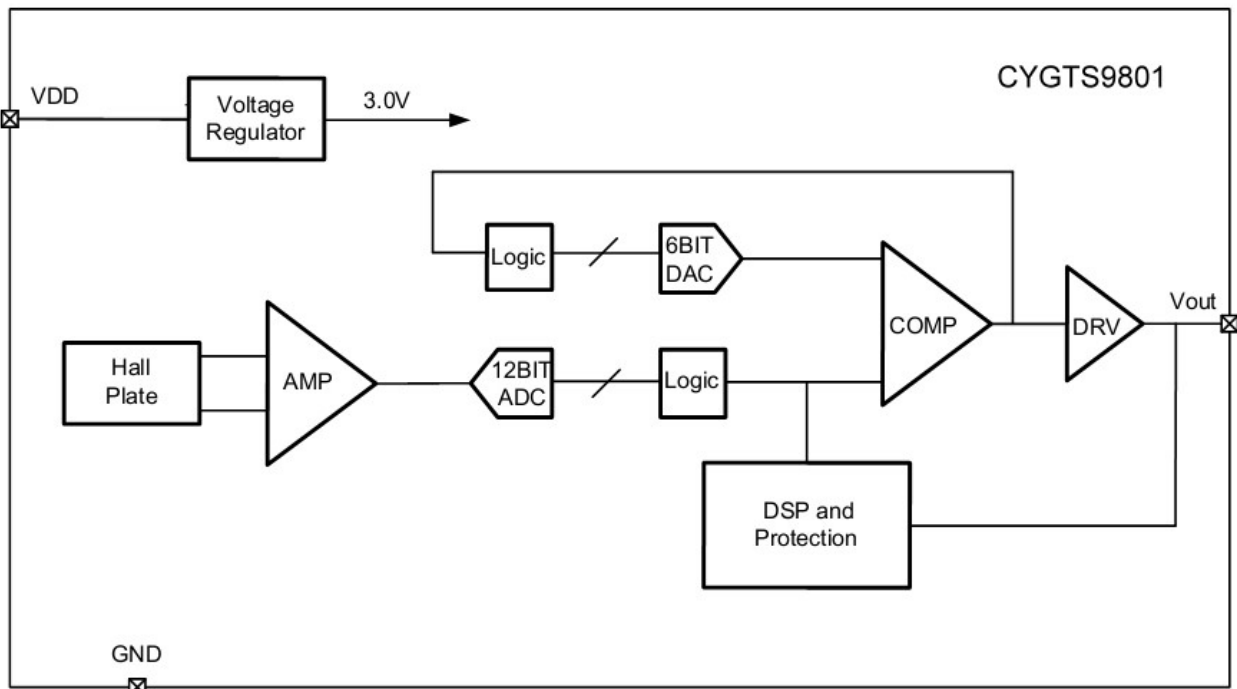 CYGTS9801
VDD
Voltage
Regulator
3.0V
Logic
6BIT
DAC
COMP
DRV
Vout
Hall
Plate
AMP
12BIT
ADC
Logic
DSP and
Protection
GND